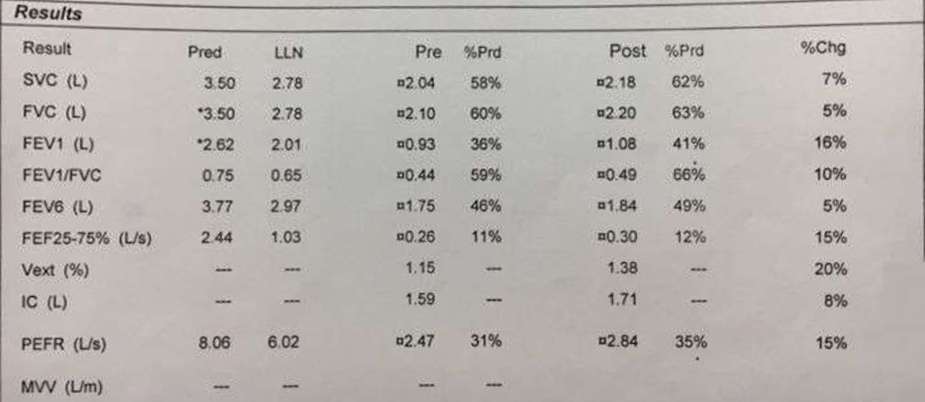 Results
Result Pred LLN Pre %Prd Post %Prd %Chg
SVC (L) 3.50 2.78 ¤2.04 58% ¤2.18 62% 7%
FVC (L) *3.50 2.78 ¤2.10 60% ¤2.20 63% 5%
FEV1 (L) *2.62 2.01 ¤0.93 36% ¤1.08 41% 16%
FEV1/FVC 0.75 0.65 ¤0.44 59% ¤0.49 66% 10%
FEV6 (L) 3.77 2.97 ¤1.75 46% ¤1.84 49% 5%
FEF25-75% (L/s) 2.44 1.03 ¤0.26 11% ¤0.30 12% 15%
Vext (%) --- --- 1.15 --- 1.38 --- 20%
IC (L) --- --- 1.59 --- 1.71 --- 8%
PEFR (L/s) 8.06 6.02 ¤2.47 31% ¤2.84 35% 15%
MVV (L/m) --- --- --- ---